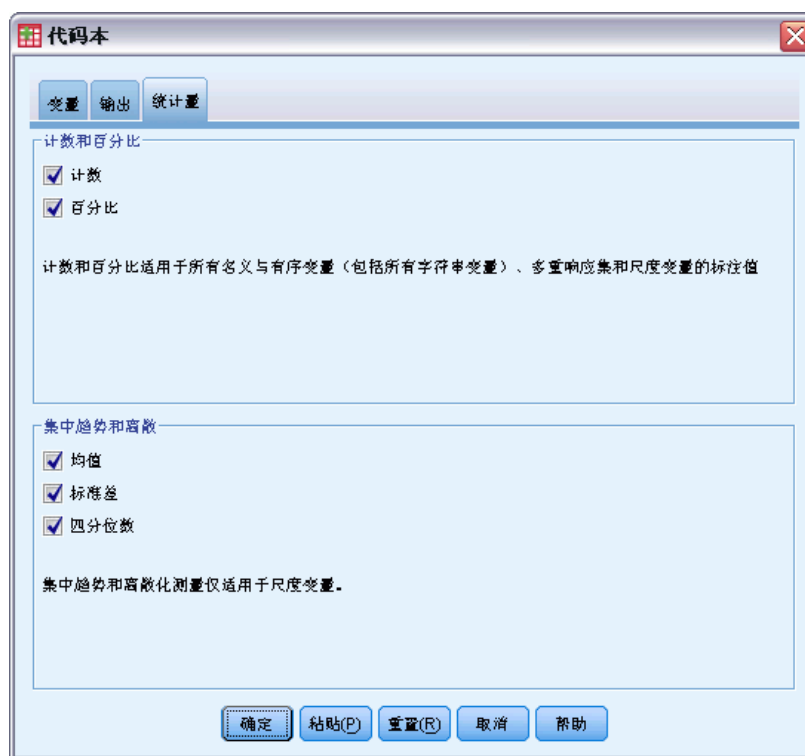 代码本
变量 输出 统计量
计数和百分比
计数
百分比
计数和百分比适用于所有名义与有序变量（包括所有字符串变量）、多重响应集和尺度变量的标注值
集中趋势和离散
均值
标准差
四分位数
集中趋势和离散化测量仅适用于尺度变量。
确定 粘贴(P) 重置(R) 取消 帮助